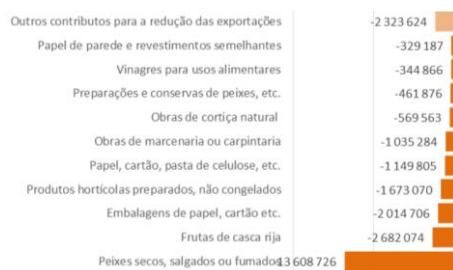 Outros contributos para a redução das exportações -2 323 624
Papel de parede e revestimentos semelhantes -329 187
Vinagres para usos alimentares -344 866
Preparações e conservas de peixes, etc. -461 876
Obras de cortiça natural -569 563
Obras de marcenaria ou carpintaria -1 035 284
Papel, cartão, pasta de celulose, etc. -1 149 805
Produtos hortícolas preparados, não congelados -1 673 070
Embalagens de papel, cartão etc. -2 014 706
Frutas de casca rija -2 682 074
Peixes secos, salgados ou fumados -13 608 726